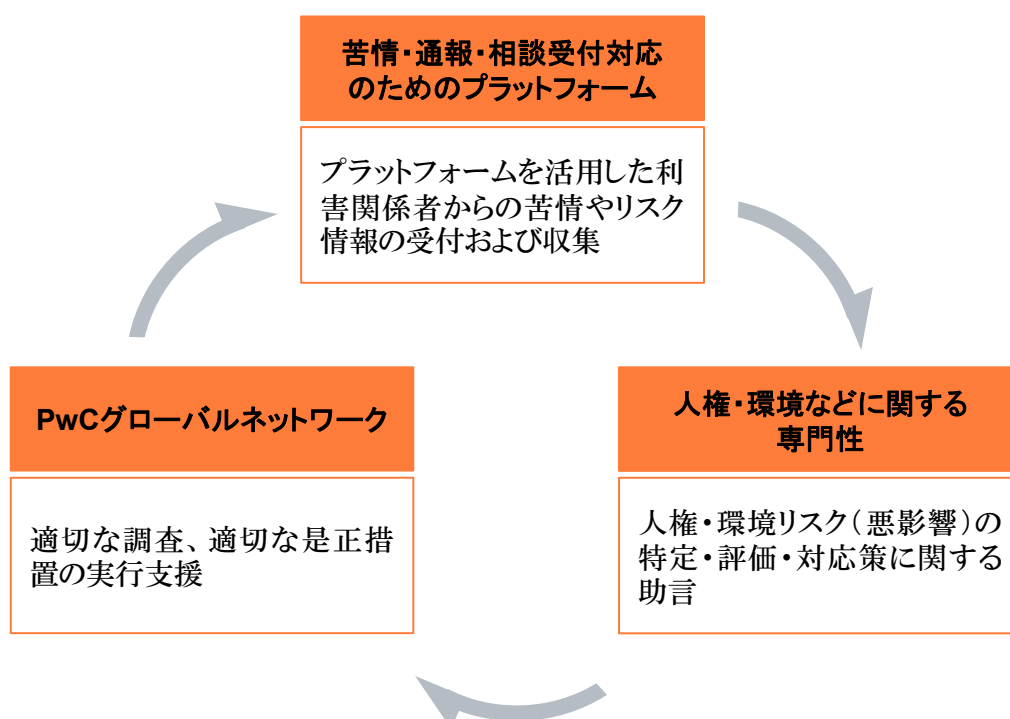 苦情・通報・相談受付対応
のためのプラットフォーム
プラットフォームを活用した利
害関係者からの苦情やリスク
情報の受付および収集
PwCグローバルネットワーク
適切な調査、適切な是正措
置の実行支援
人権・環境などに関する
専門性
人権・環境リスク（悪影響）の
特定・評価・対応策に関する
助言